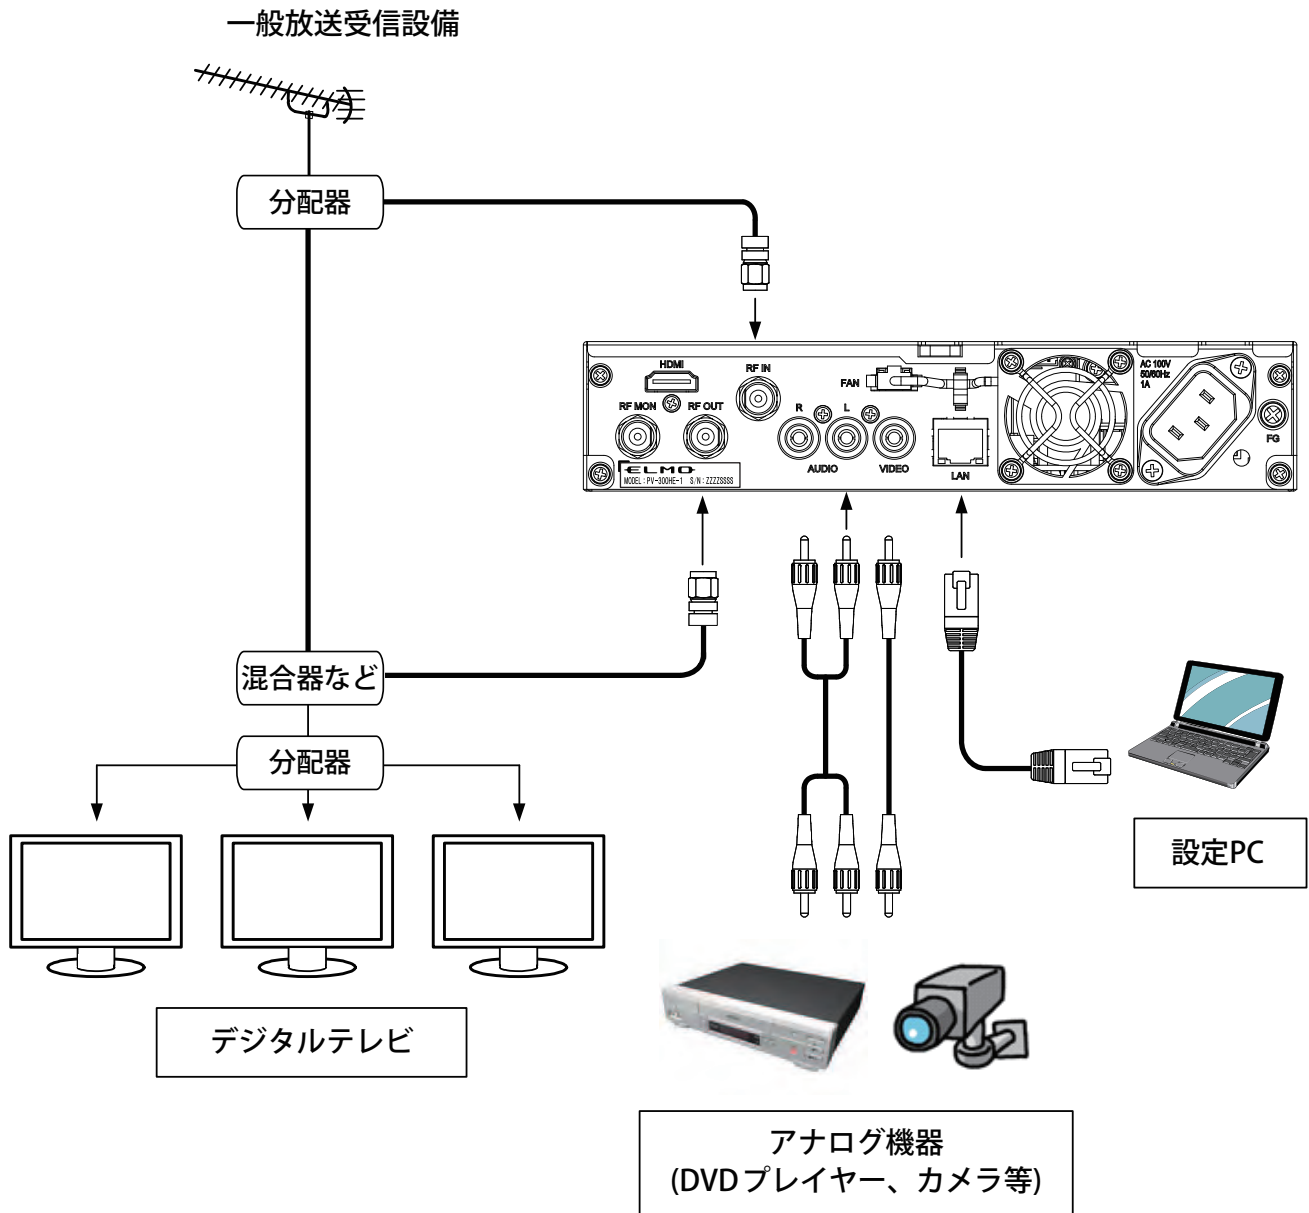 一般放送受信設備
分配器
HDMI
RF IN
FAN
AC 100V
50/60Hz
1A
RF MON
RF OUT
R
L
FG
AUDIO
VIDEO
LAN
ELMO
MODEL : PV-300HE-1 S/N : ZZZZSSSS
混合器など
分配器
設定PC
デジタルテレビ
アナログ機器
(DVDプレイヤー、カメラ等)